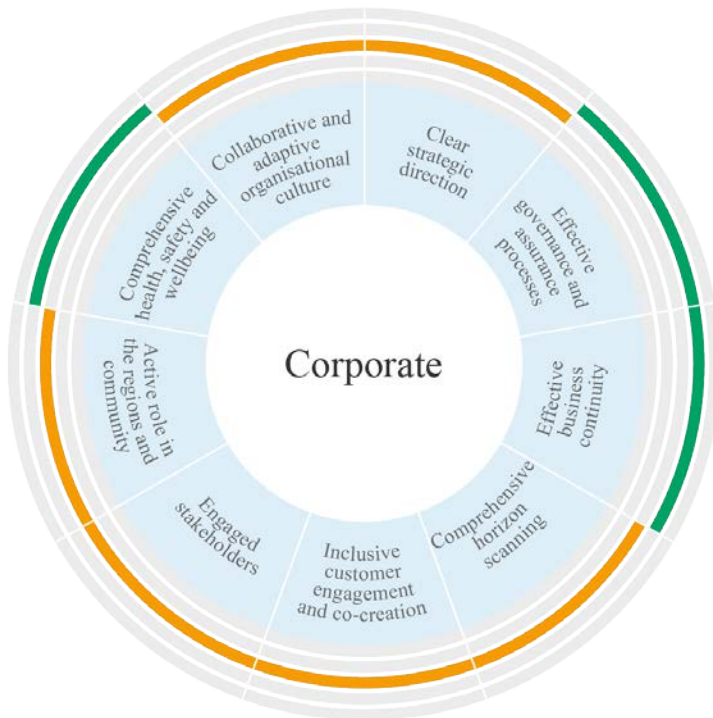 Corporate
Clear
strategic
direction
Effective
governance and
assurance
processes
Effective
business
continuity
Comprehensive
horizon
scanning
Inclusive
customer
engagement
and co-creation
Engaged
stakeholders
Active role in
the regions and
community
Comprehensive
health, safety and
wellbeing
Collaborative and
adaptive
organisational
culture